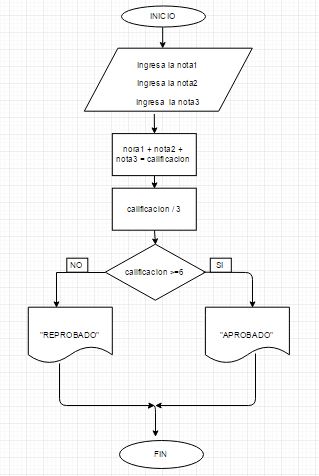 INICIO
Ingresa la nota1
Ingresa la nota2
Ingresa la nota3
nora1 + nota2 +
nota3 = calificacion
calificacion / 3
NO
calificacion >=6
SI
"REPROBADO"
"APROBADO"
FIN